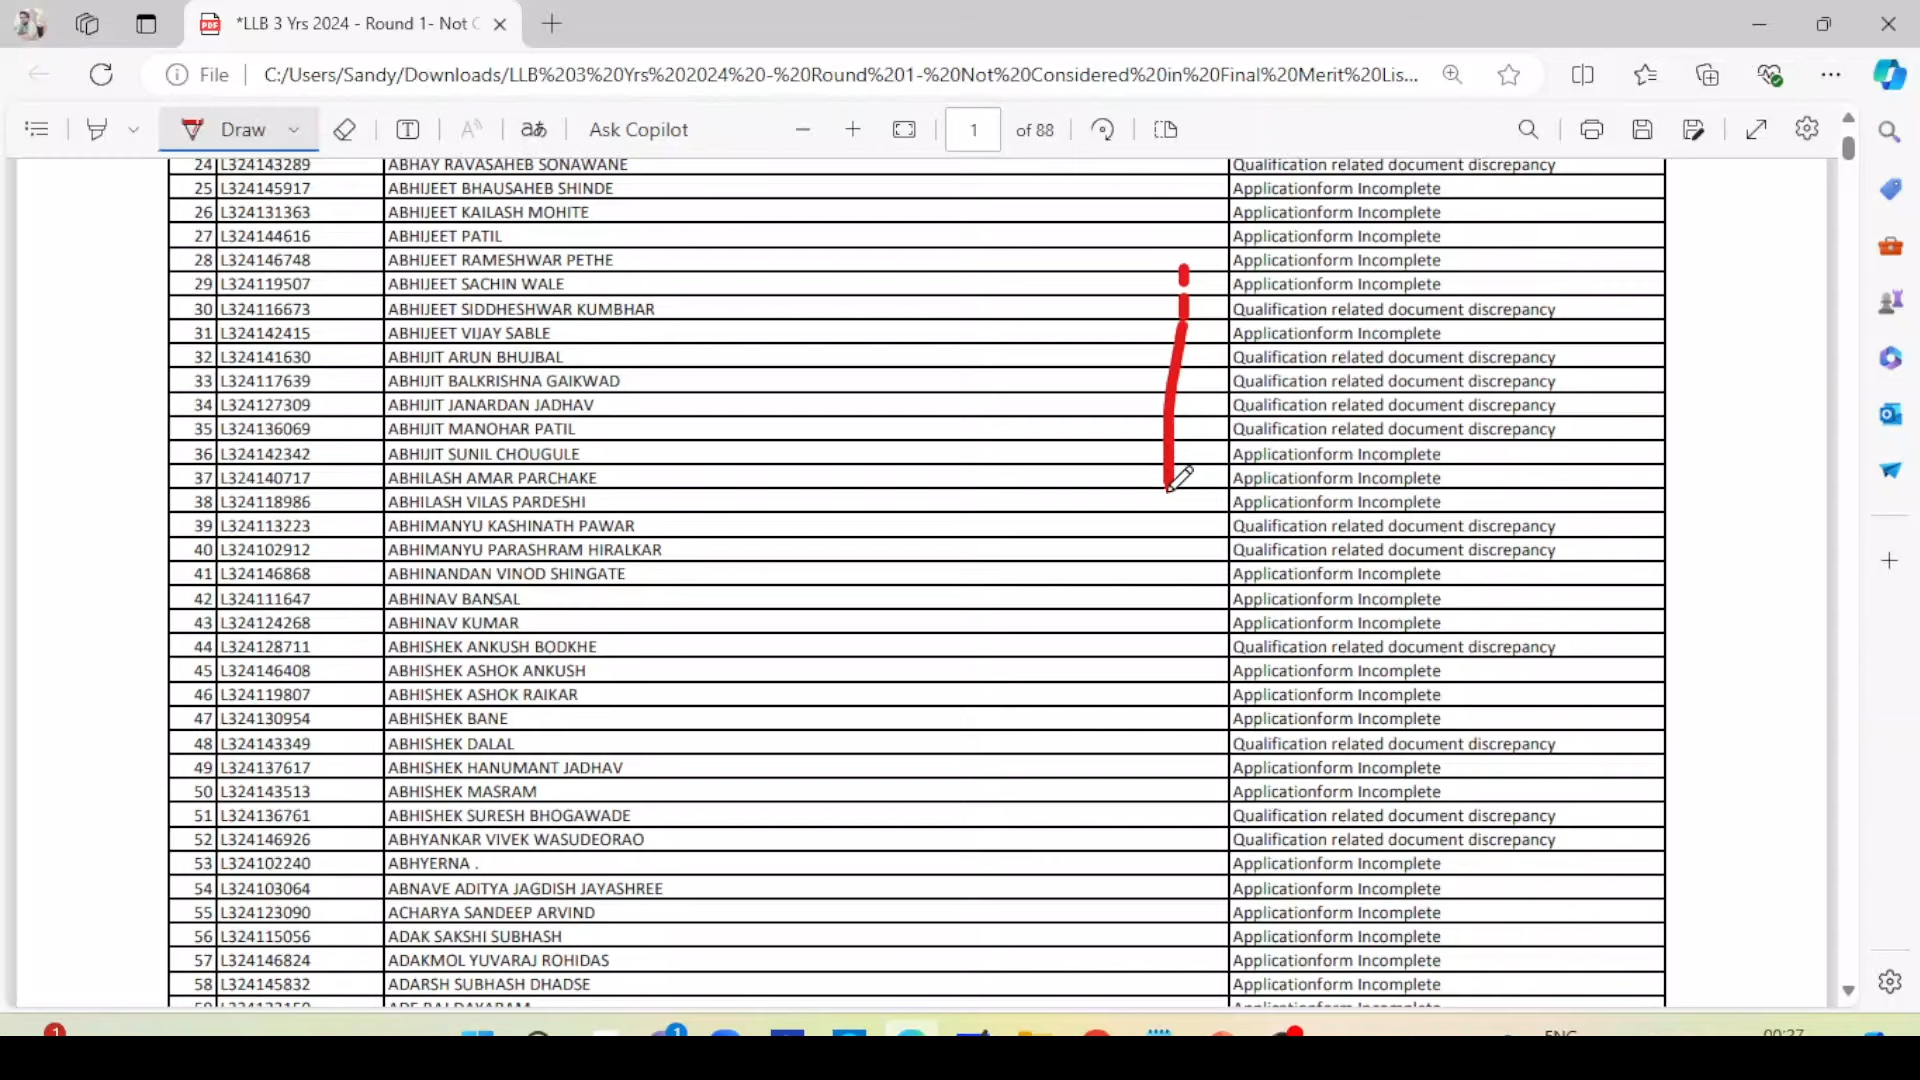 *LLB 3 Yrs 2024 - Round 1- Not C
File
C:/Users/Sandy/Downloads/LLB%203%20Yrs%202024%20-%20Round%201-%20Not%20Considered%20in%20Final%20Merit%20Lis...
Draw
aあ
Ask Copilot
1 of 88
24 L324143289 ABHAY RAVASAHEB SONAWANE Qualification related document discrepancy
25 L324145917 ABHIJEET BHAUSAHEB SHINDE Applicationform Incomplete
26 L324131363 ABHIJEET KAILASH MOHITE Applicationform Incomplete
27 L324144616 ABHIJEET PATIL Applicationform Incomplete
28 L324146748 ABHIJEET RAMESHWAR PETHE Applicationform Incomplete
29 L324119507 ABHIJEET SACHIN WALE Applicationform Incomplete
30 L324116673 ABHIJEET SIDDHESHWAR KUMBHAR Qualification related document discrepancy
31 L324142415 ABHIJEET VIJAY SABLE Applicationform Incomplete
32 L324141630 ABHIJIT ARUN BHUJBAL Qualification related document discrepancy
33 L324117639 ABHIJIT BALKRISHNA GAIKWAD Qualification related document discrepancy
34 L324127309 ABHIJIT JANARDAN JADHAV Qualification related document discrepancy
35 L324136069 ABHIJIT MANOHAR PATIL Qualification related document discrepancy
36 L324142342 ABHIJIT SUNIL CHOUGULE Applicationform Incomplete
37 L324140717 ABHILASH AMAR PARCHAKE Applicationform Incomplete
38 L324118986 ABHILASH VILAS PARDESHI Applicationform Incomplete
39 L324113223 ABHIMANYU KASHINATH PAWAR Qualification related document discrepancy
40 L324102912 ABHIMANYU PARASHRAM HIRALKAR Qualification related document discrepancy
41 L324146868 ABHINANDAN VINOD SHINGATE Applicationform Incomplete
42 L324111647 ABHINAV BANSAL Applicationform Incomplete
43 L324124268 ABHINAV KUMAR Applicationform Incomplete
44 L324128711 ABHISHEK ANKUSH BODKHE Qualification related document discrepancy
45 L324146408 ABHISHEK ASHOK ANKUSH Applicationform Incomplete
46 L324119807 ABHISHEK ASHOK RAIKAR Applicationform Incomplete
47 L324130954 ABHISHEK BANE Applicationform Incomplete
48 L324143349 ABHISHEK DALAL Qualification related document discrepancy
49 L324137617 ABHISHEK HANUMANT JADHAV Applicationform Incomplete
50 L324143513 ABHISHEK MASRAM Applicationform Incomplete
51 L324136761 ABHISHEK SURESH BHOGAWADE Qualification related document discrepancy
52 L324146926 ABHYANKAR VIVEK WASUDEORAO Qualification related document discrepancy
53 L324102240 ABHYERNA . Applicationform Incomplete
54 L324103064 ABNAVE ADITYA JAGDISH JAYASHREE Applicationform Incomplete
55 L324123090 ACHARYA SANDEEP ARVIND Applicationform Incomplete
56 L324115056 ADAK SAKSHI SUBHASH Applicationform Incomplete
57 L324146824 ADAKMOL YUVARAJ ROHIDAS Applicationform Incomplete
58 L324145832 ADARSH SUBHASH DHADSE Applicationform Incomplete